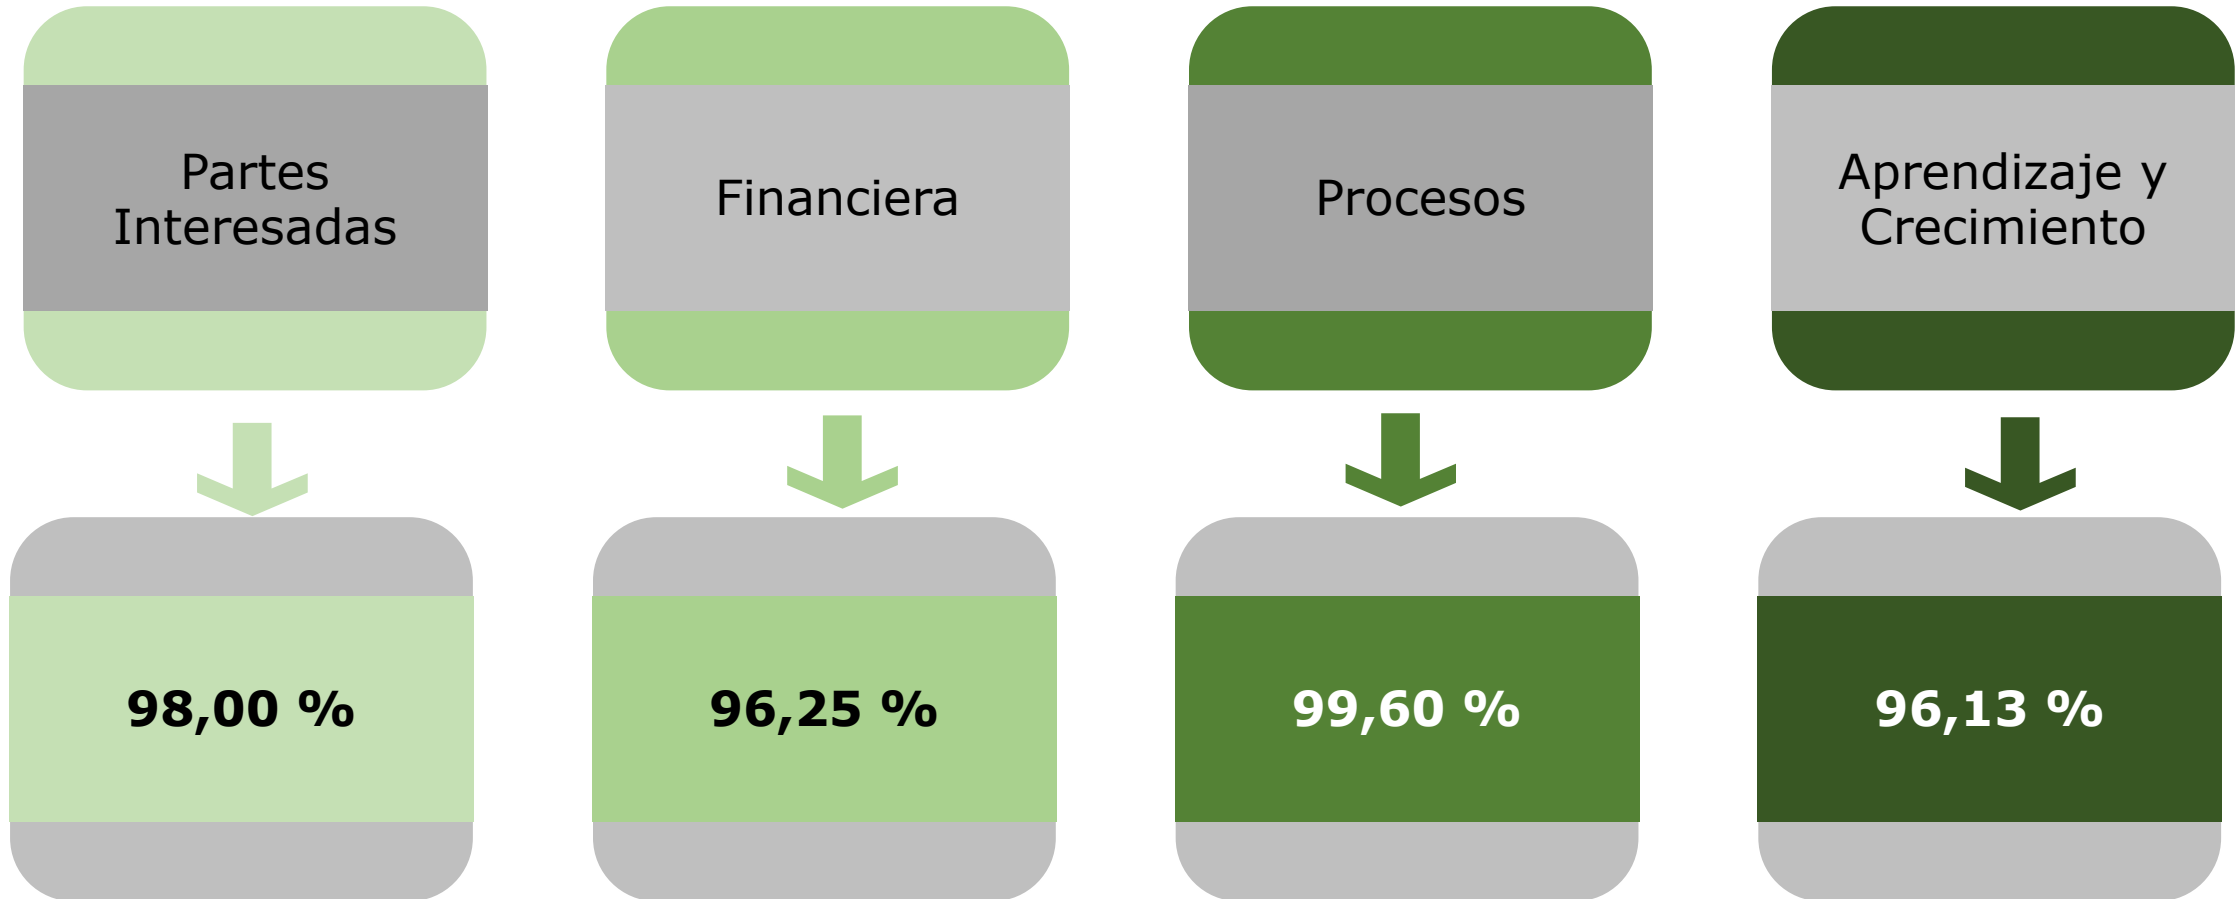 Partes
Interesadas
Financiera
Procesos
Aprendizaje y
Crecimiento
98,00 %
96,25 %
99,60 %
96,13 %